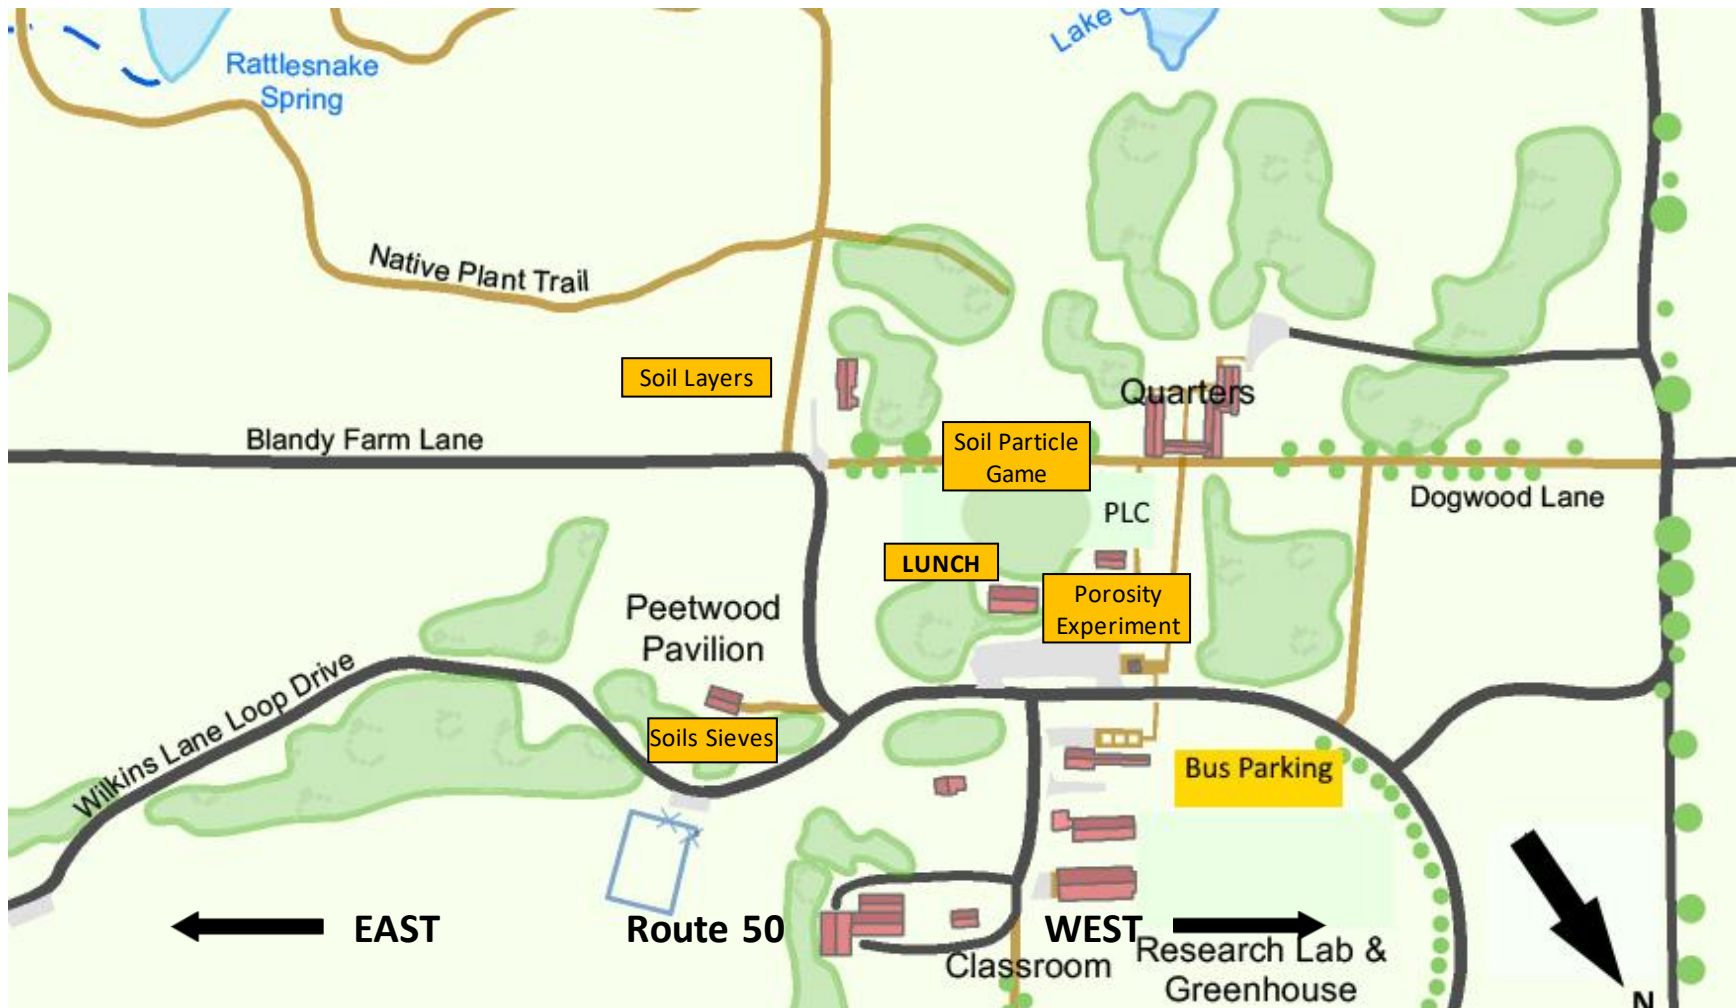 Lake
Rattlesnake
Spring
Native Plant Trail
Soil Layers
Quarters
Blandy Farm Lane
Soil Particle
Game
Dogwood Lane
PLC
LUNCH
Porosity
Experiment
Peetwood
Pavilion
Wilkins Lane Loop Drive
Soils Sieves
Bus Parking
EAST
Route 50
WEST
Classroom
Research Lab &
Greenhouse
N